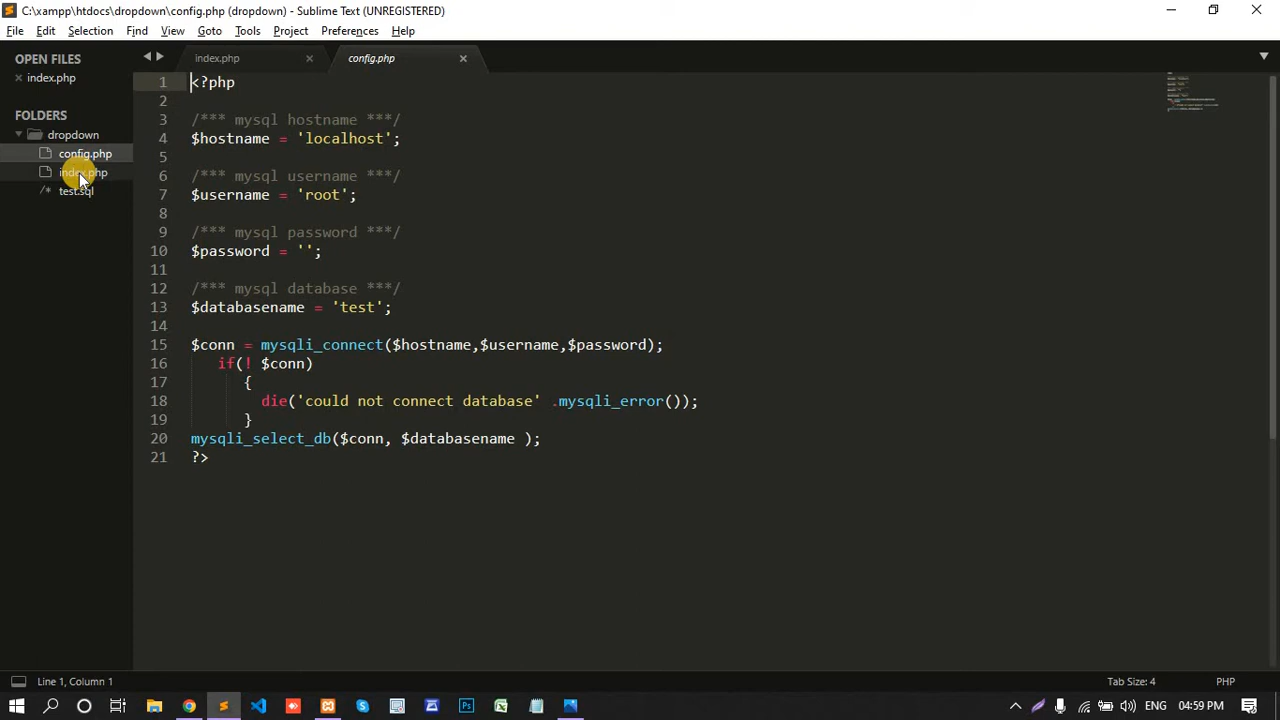 C:\xampp\htdocs\dropdown\config.php (dropdown) - Sublime Text (UNREGISTERED)
File Edit Selection Find View Goto Tools Project Preferences Help
OPEN FILES
index.php
FOLDERS
dropdown
config.php
index.php
test.sql
index.php
config.php
1 <?php
2
3 /*** mysql hostname ***/
4 $hostname = 'localhost';
5
6 /*** mysql username ***/
7 $username = 'root';
8
9 /*** mysql password ***/
10 $password = '';
11
12 /*** mysql database ***/
13 $databasename = 'test';
14
15 $conn = mysqli_connect($hostname,$username,$password);
16 if(! $conn)
17 {
18 die('could not connect database' .mysqli_error());
19 }
20 mysqli_select_db($conn, $databasename );
21 ?>
Line 1, Column 1
Tab Size: 4
PHP
ENG 04:59 PM